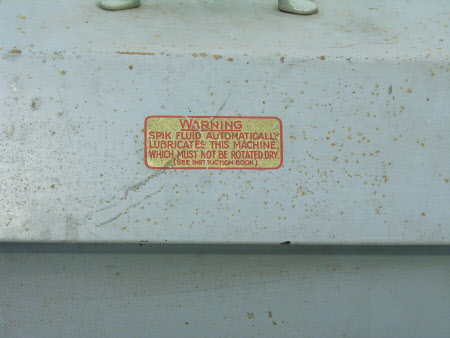 WARNING
SPIK FLUID AUTOMATICALLY
LUBRICATES THIS MACHINE,
WHICH MUST NOT BE ROTATED DRY.
(SEE INSTRUCTION BOOK)